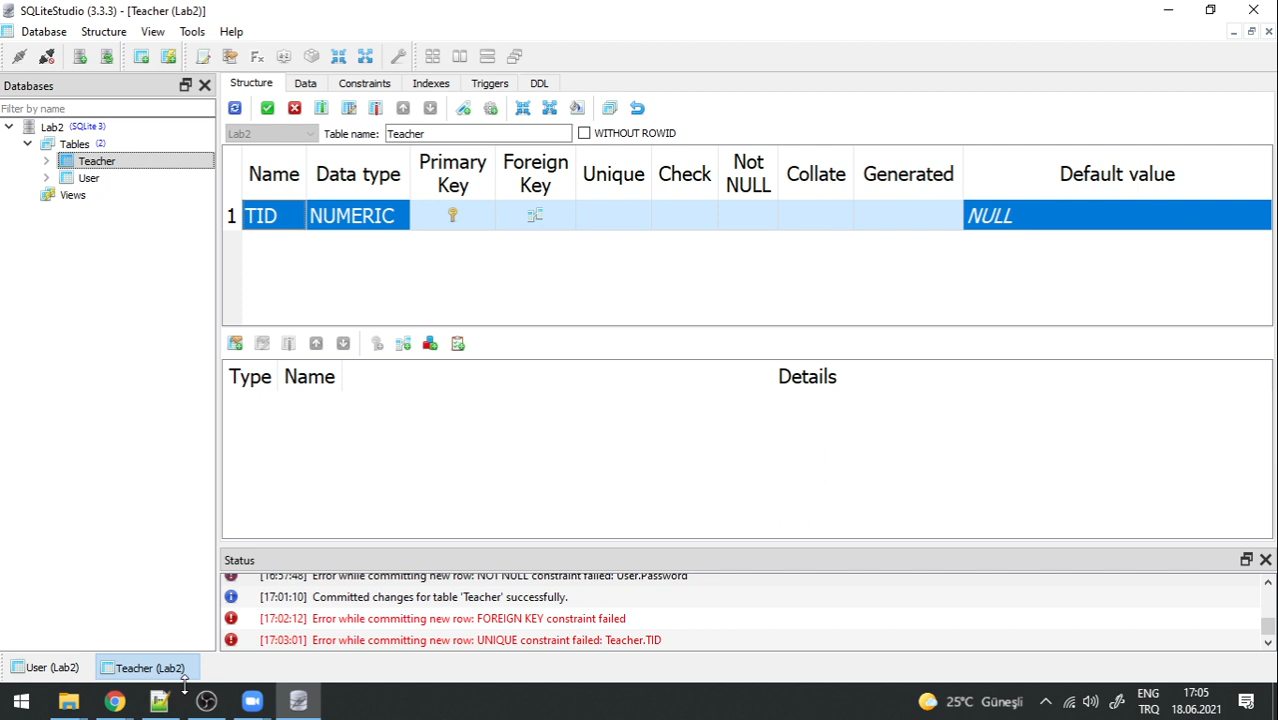 SQLiteStudio (3.3.3) - [Teacher (Lab2)]
Database Structure View Tools Help
Databases
Filter by name
Lab2 (SQLite 3)
Tables (2)
Teacher
User
Views
Structure Data Constraints Indexes Triggers DDL
Lab2 Table name: Teacher WITHOUT ROWID
Name Data type Primary Key Foreign Key Unique Check Not NULL Collate Generated Default value
1 TID NUMERIC NULL
Type Name Details
Status
[16:57:48] Error while committing new row: NOT NULL constraint failed: User.Password
[17:01:10] Committed changes for table 'Teacher' successfully.
[17:02:12] Error while committing new row: FOREIGN KEY constraint failed
[17:03:01] Error while committing new row: UNIQUE constraint failed: Teacher.TID
User (Lab2) Teacher (Lab2)
25°C Güneşli ENG 17:05
TRQ 18.06.2021